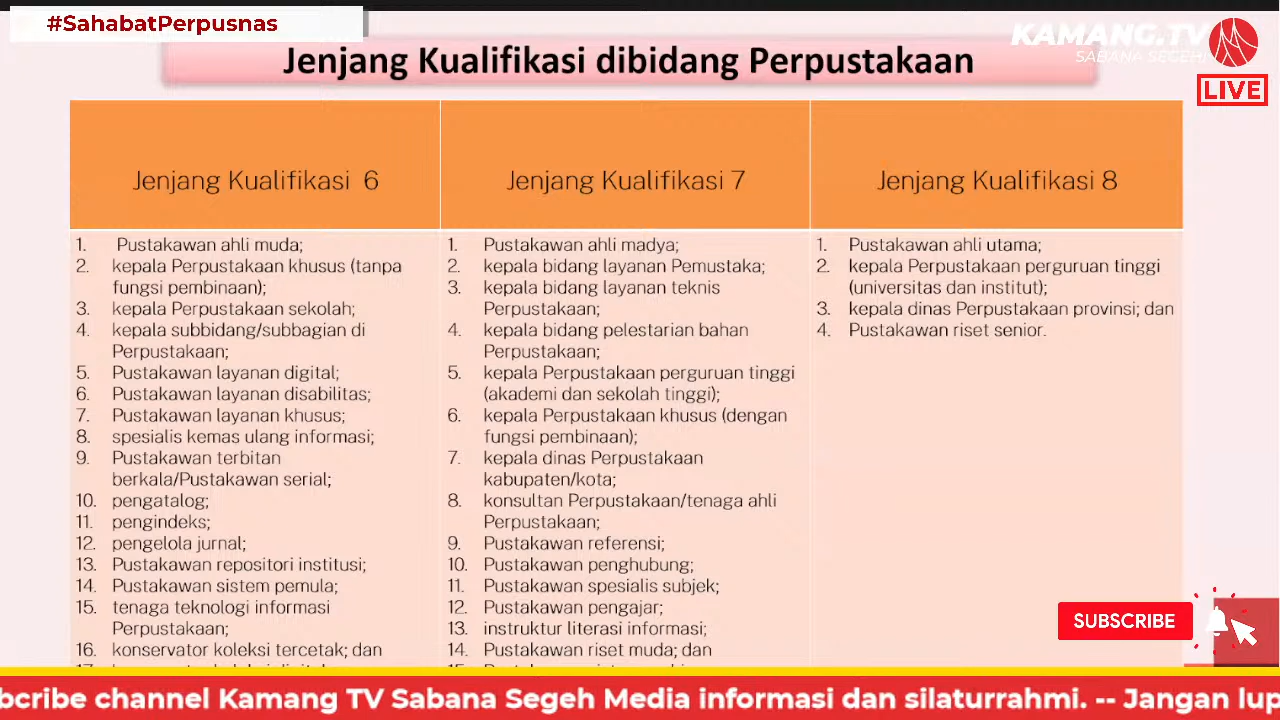 #SahabatPerpusnas
KAMANG.TV
SABANA SEGEH
LIVE
Jenjang Kualifikasi dibidang Perpustakaan
Jenjang Kualifikasi 6
1. Pustakawan ahli muda;
2. kepala Perpustakaan khusus (tanpa
fungsi pembinaan);
3. kepala Perpustakaan sekolah;
4. kepala subbidang/subbagian di
Perpustakaan;
5. Pustakawan layanan digital;
6. Pustakawan layanan disabilitas;
7. Pustakawan layanan khusus;
8. spesialis kemas ulang informasi;
9. Pustakawan terbitan
berkala/Pustakawan serial;
10. pengatalog;
11. pengindeks;
12. pengelola jurnal;
13. Pustakawan repositori institusi;
14. Pustakawan sistem pemula;
15. tenaga teknologi informasi
Perpustakaan;
16. konservator koleksi tercetak; dan
Jenjang Kualifikasi 7
1. Pustakawan ahli madya;
2. kepala bidang layanan Pemustaka;
3. kepala bidang layanan teknis
Perpustakaan;
4. kepala bidang pelestarian bahan
Perpustakaan;
5. kepala Perpustakaan perguruan tinggi
(akademi dan sekolah tinggi);
6. kepala Perpustakaan khusus (dengan
fungsi pembinaan);
7. kepala dinas Perpustakaan
kabupaten/kota;
8. konsultan Perpustakaan/tenaga ahli
Perpustakaan;
9. Pustakawan referensi;
10. Pustakawan penghubung;
11. Pustakawan spesialis subjek;
12. Pustakawan pengajar;
13. instruktur literasi informasi;
14. Pustakawan riset muda; dan
Jenjang Kualifikasi 8
1. Pustakawan ahli utama;
2. kepala Perpustakaan perguruan tinggi
(universitas dan institut);
3. kepala dinas Perpustakaan provinsi; dan
4. Pustakawan riset senior.
SUBSCRIBE
bcribe channel Kamang TV Sabana Segeh Media informasi dan silaturrahmi. -- Jangan lup